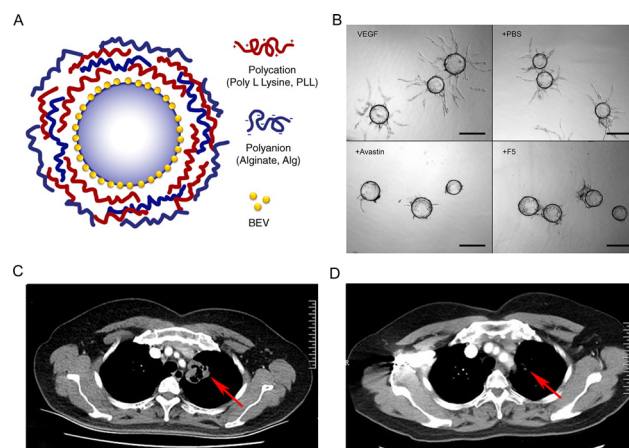 A
Polycation
(Poly L Lysine, PLL)
Polyanion
(Alginate, Alg)
BEV
B
VEGF
+PBS
+Avastin
+F5
C
D